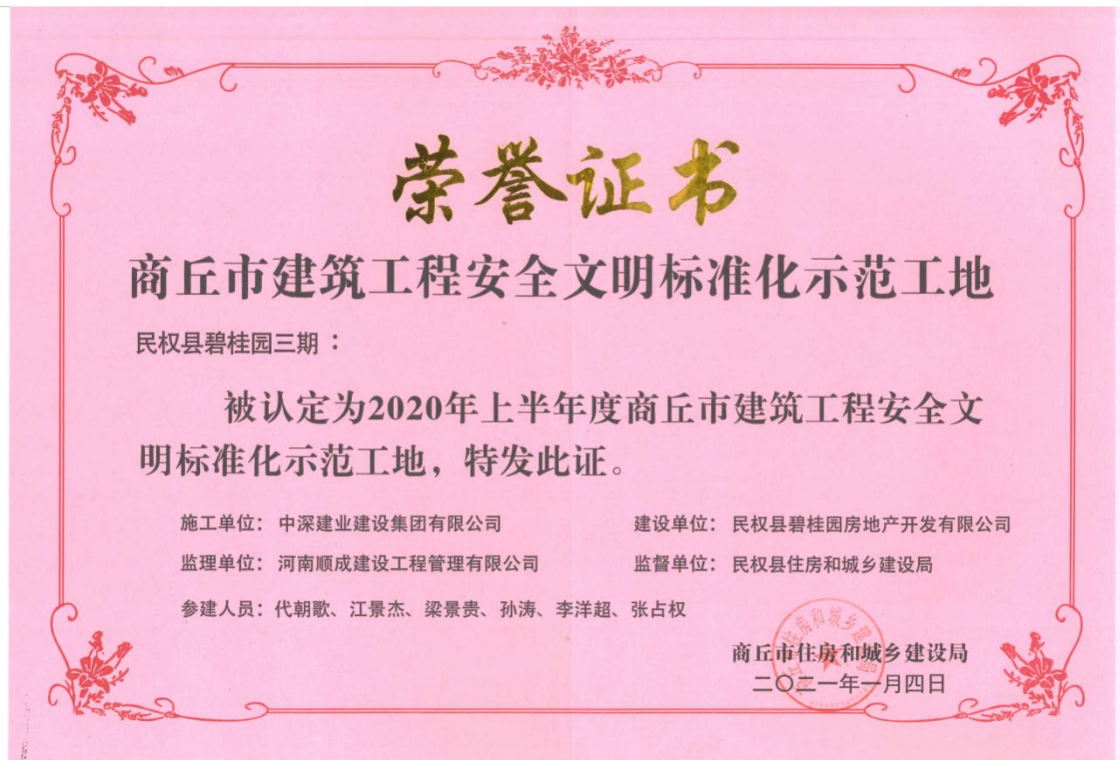 荣誉证书
商丘市建筑工程安全文明标准化示范工地
民权县碧桂园三期：
被认定为2020年上半年度商丘市建筑工程安全文
明标准化示范工地，特发此证。
施工单位：中深建业建设集团有限公司
建设单位：民权县碧桂园房地产开发有限公司
监理单位：河南顺成建设工程管理有限公司
监督单位：民权县住房和城乡建设局
参建人员：代朝歌、江景杰、梁景贵、孙涛、李洋超、张占权
商丘市住房和城乡建设局
二〇二一年一月四日